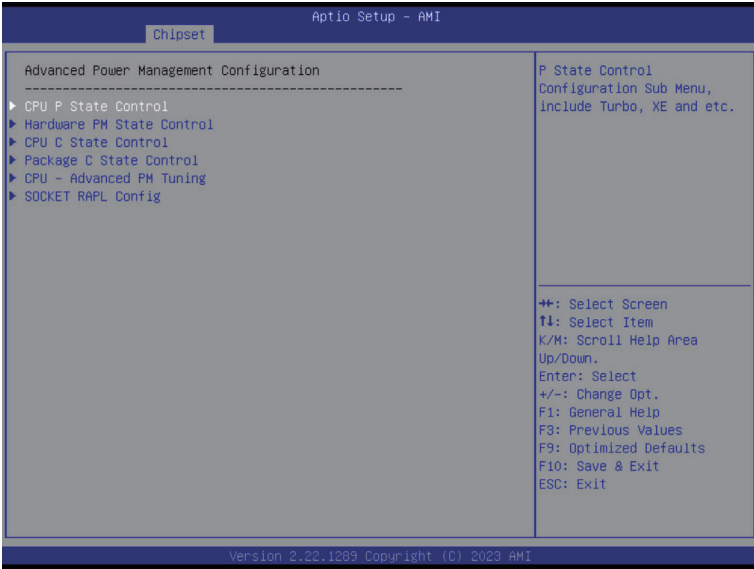 Aptio Setup – AMI
Chipset
Advanced Power Management Configuration
--------------------------------------------------
CPU P State Control
Hardware PM State Control
CPU C State Control
Package C State Control
CPU – Advanced PM Tuning
SOCKET RAPL Config
P State Control
Configuration Sub Menu,
include Turbo, XE and etc.
→←: Select Screen
↑↓: Select Item
K/M: Scroll Help Area
Up/Down.
Enter: Select
+/-: Change Opt.
F1: General Help
F3: Previous Values
F9: Optimized Defaults
F10: Save & Exit
ESC: Exit
Version 2.22.1289 Copyright (C) 2023 AMI